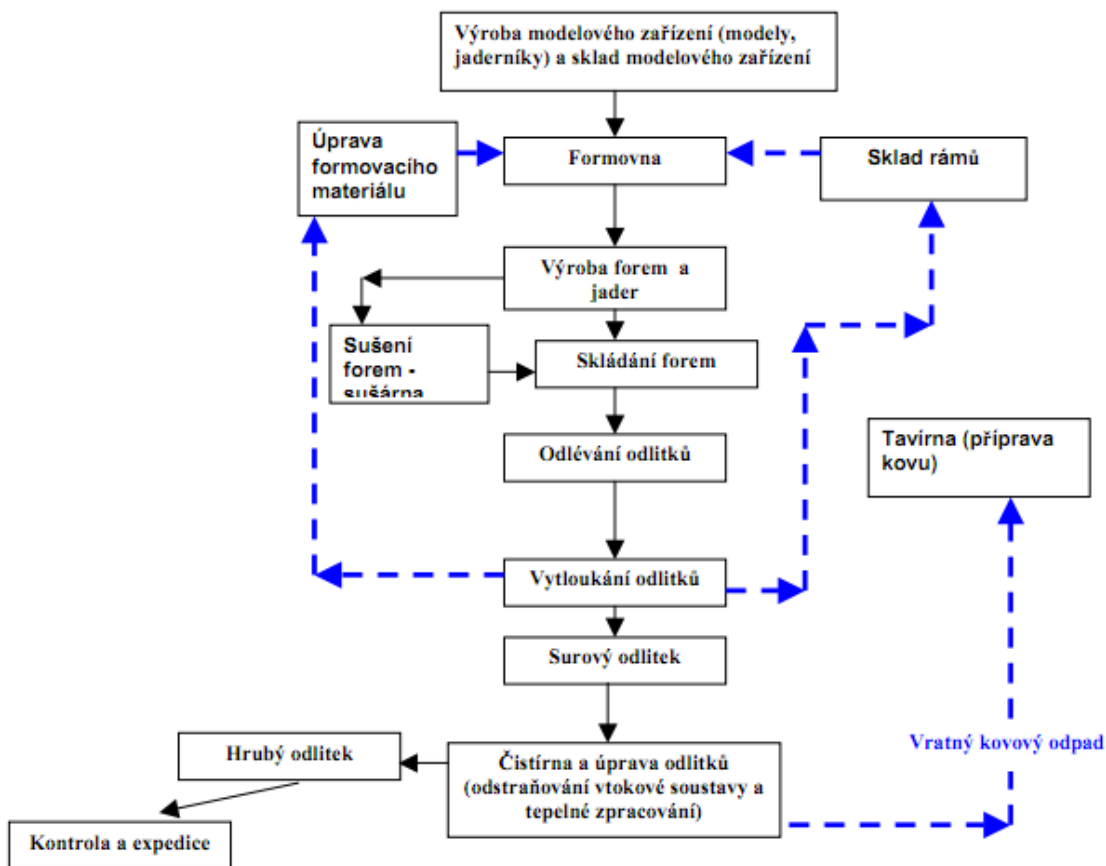 Výroba modelového zařízení (modely,
jaderníky) a sklad modelového zařízení
Úprava
formovacího
materiálu
Formovna
Sklad rámů
Výroba forem a
jader
Sušení
forem -
sušárna
Skládání forem
Odlévání odlitků
Tavírna (příprava
kovu)
Vytloukání odlitků
Surový odlitek
Vratný kovový odpad
Hrubý odlitek
Čistírna a úprava odlitků
(odstraňování vtokové soustavy a
tepelné zpracování)
Kontrola a expedice